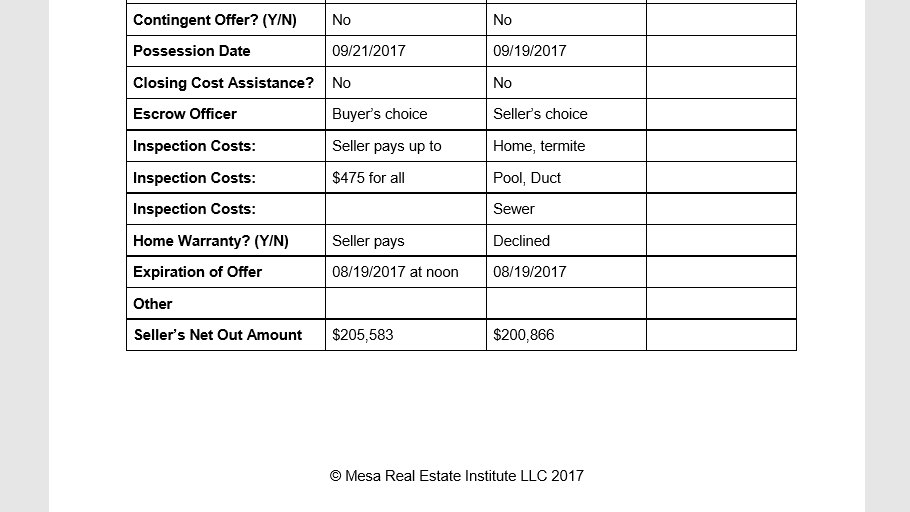 Contingent Offer? (Y/N) No No
Possession Date 09/21/2017 09/19/2017
Closing Cost Assistance? No No
Escrow Officer Buyer’s choice Seller’s choice
Inspection Costs: Seller pays up to Home, termite
Inspection Costs: $475 for all Pool, Duct
Inspection Costs: Sewer
Home Warranty? (Y/N) Seller pays Declined
Expiration of Offer 08/19/2017 at noon 08/19/2017
Other
Seller’s Net Out Amount $205,583 $200,866
© Mesa Real Estate Institute LLC 2017